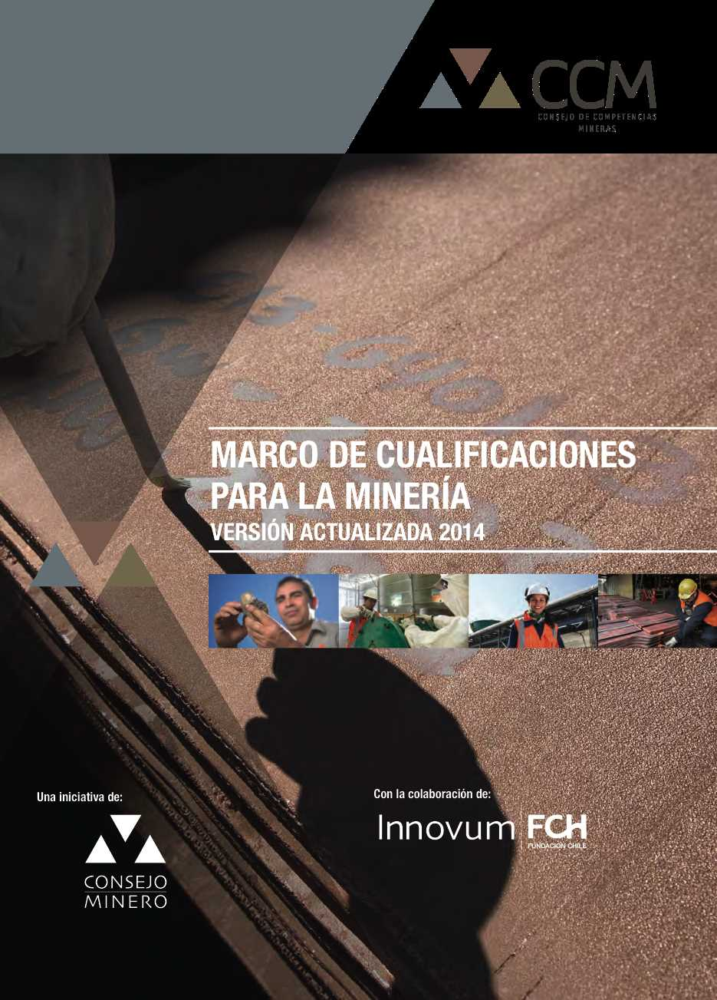 CCM
CONSEJO DE COMPETENCIAS
MINERAS
MARCO DE CUALIFICACIONES
PARA LA MINERÍA
VERSIÓN ACTUALIZADA 2014
Una iniciativa de:
CONSEJO
MINERO
Con la colaboración de:
Innovum FCH
FUNDACIÓN CHILE